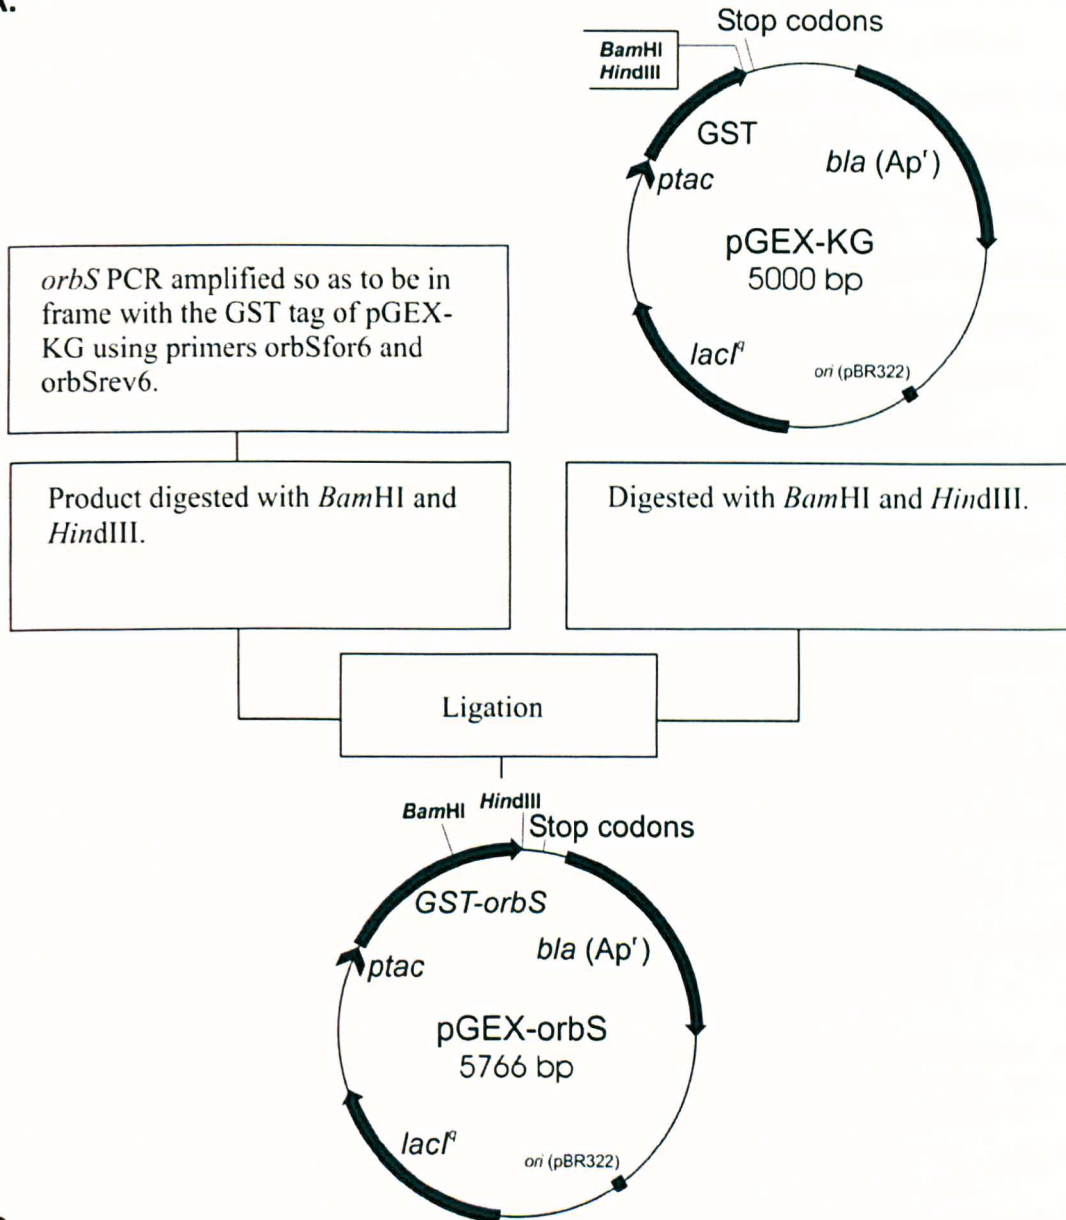 Stop codons
BamHI
HindIII
GST
bla (Apʳ)
ptac
pGEX-KG
5000 bp
lacIq
ori (pBR322)
orbS PCR amplified so as to be in
frame with the GST tag of pGEX-
KG using primers orbSfor6 and
orbSrev6.
Product digested with BamHI and
HindIII.
Digested with BamHI and HindIII.
Ligation
BamHI
HindIII
Stop codons
GST-orbS
bla (Apʳ)
ptac
pGEX-orbS
5766 bp
lacIq
ori (pBR322)